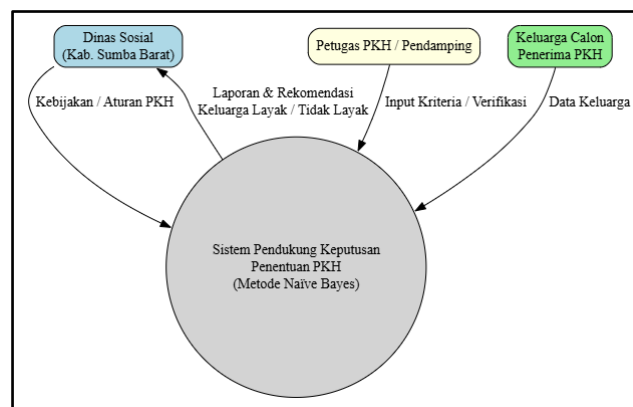 Dinas Sosial
(Kab. Sumba Barat)
Petugas PKH / Pendamping
Keluarga Calon
Penerima PKH
Kebijakan / Aturan PKH
Laporan & Rekomendasi
Keluarga Layak / Tidak Layak
Input Kriteria / Verifikasi
Data Keluarga
Sistem Pendukung Keputusan
Penentuan PKH
(Metode Naïve Bayes)